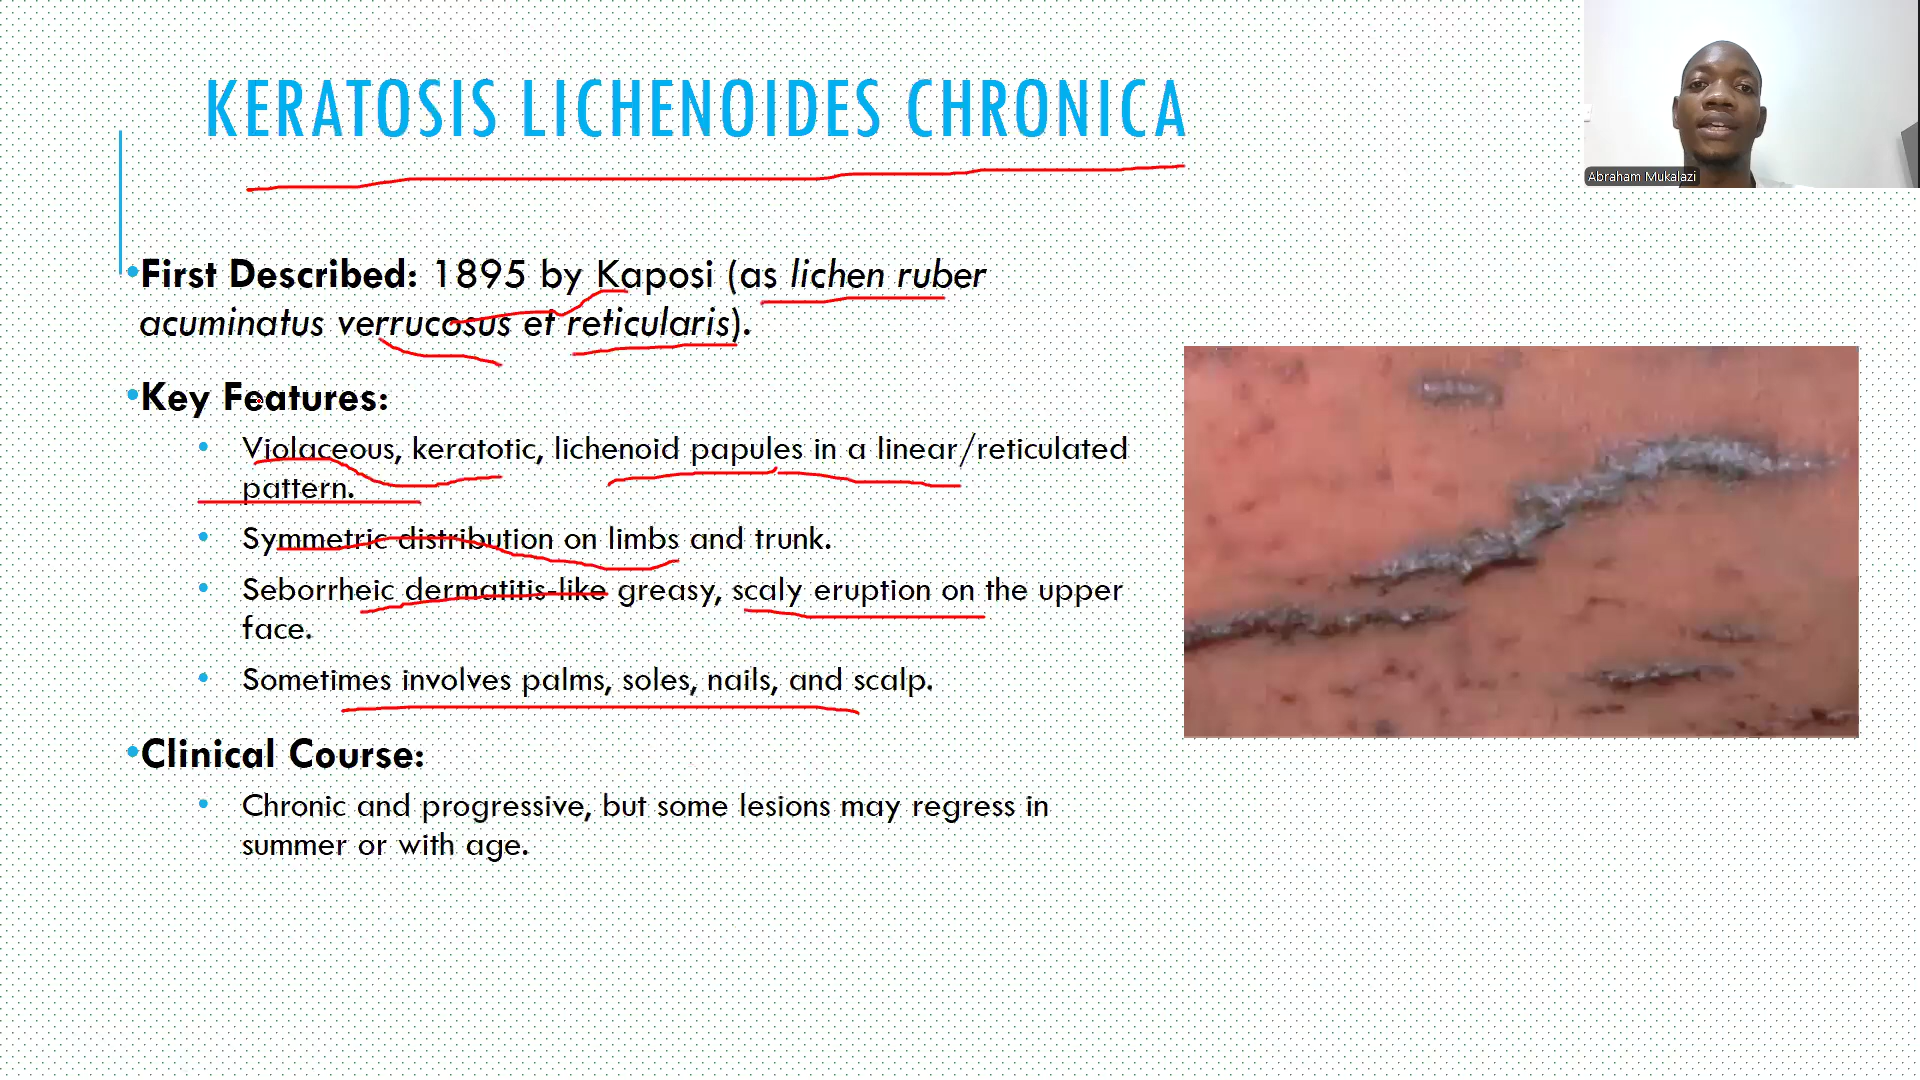 KERATOSIS LICHENOIDES CHRONICA
Abraham Mukalazi
•First Described: 1895 by Kaposi (as lichen ruber
acuminatus verrucosus et reticularis).
•Key Features:
• Violaceous, keratotic, lichenoid papules in a linear/reticulated
pattern.
• Symmetric distribution on limbs and trunk.
• Seborrheic dermatitis-like greasy, scaly eruption on the upper
face.
• Sometimes involves palms, soles, nails, and scalp.
•Clinical Course:
• Chronic and progressive, but some lesions may regress in
summer or with age.